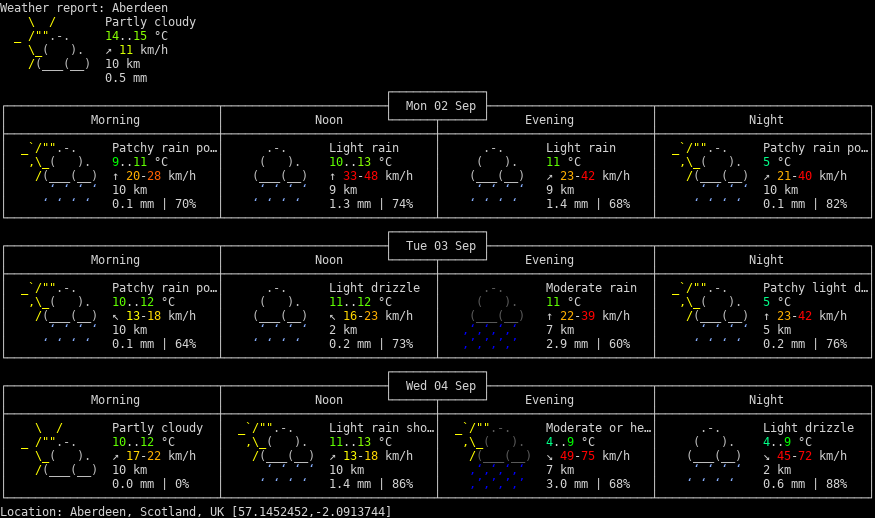 Weather report: Aberdeen
Partly cloudy
14..15 °C
↗ 11 km/h
10 km
0.5 mm
Mon 02 Sep
Morning Noon Evening Night
Patchy rain po… Light rain Light rain Patchy rain po…
9..11 °C 10..13 °C 11 °C 5 °C
↑ 20-28 km/h ↑ 33-48 km/h ↗ 23-42 km/h ↗ 21-40 km/h
10 km 9 km 9 km 10 km
0.1 mm | 70% 1.3 mm | 74% 1.4 mm | 68% 0.1 mm | 82%
Tue 03 Sep
Morning Noon Evening Night
Patchy rain po… Light drizzle Moderate rain Patchy light d…
10..12 °C 11..12 °C 11 °C 5 °C
↖ 13-18 km/h ↖ 16-23 km/h ↑ 22-39 km/h ↑ 23-42 km/h
10 km 2 km 7 km 5 km
0.1 mm | 64% 0.2 mm | 73% 2.9 mm | 60% 0.2 mm | 76%
Wed 04 Sep
Morning Noon Evening Night
Partly cloudy Light rain sho… Moderate or he… Light drizzle
10..12 °C 11..13 °C 4..9 °C 4..9 °C
↗ 17-22 km/h ↗ 13-18 km/h ↘ 49-75 km/h ↘ 45-72 km/h
10 km 10 km 7 km 2 km
0.0 mm | 0% 1.4 mm | 86% 3.0 mm | 68% 0.6 mm | 88%
Location: Aberdeen, Scotland, UK [57.1452452,-2.0913744]